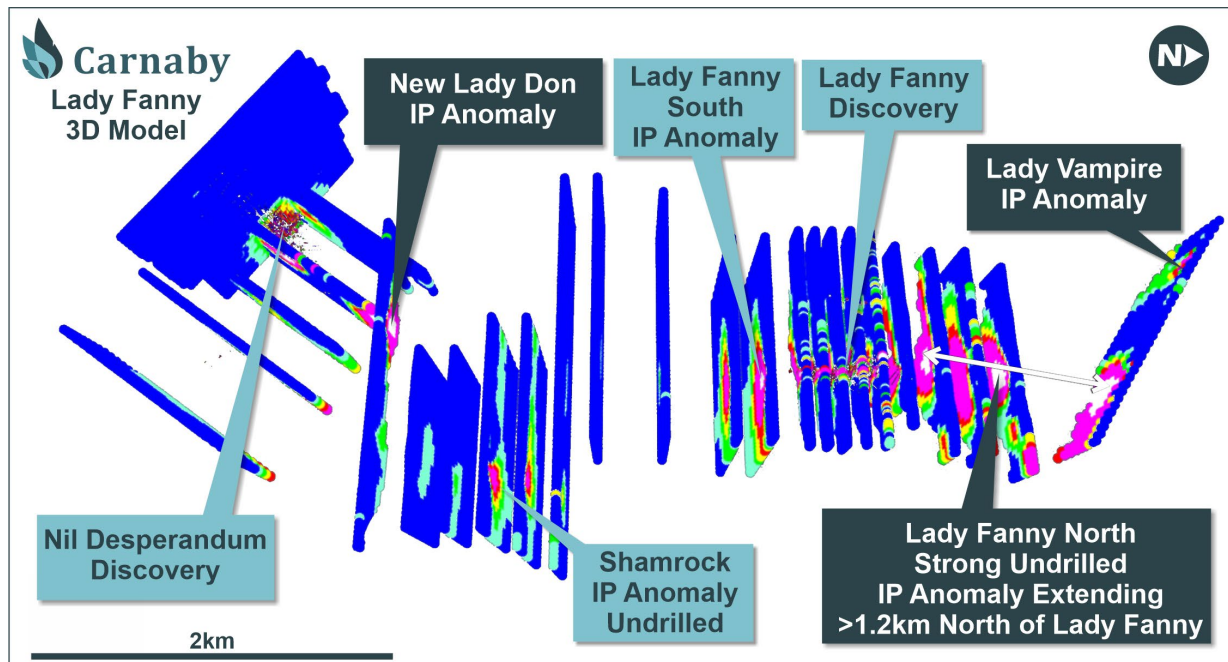 Carnaby
Lady Fanny
3D Model
New Lady Don
IP Anomaly
Lady Fanny
South
IP Anomaly
Lady Fanny
Discovery
N
Lady Vampire
IP Anomaly
Nil Desperandum
Discovery
Shamrock
IP Anomaly
Undrilled
Lady Fanny North
Strong Undrilled
IP Anomaly Extending
>1.2km North of Lady Fanny
2km